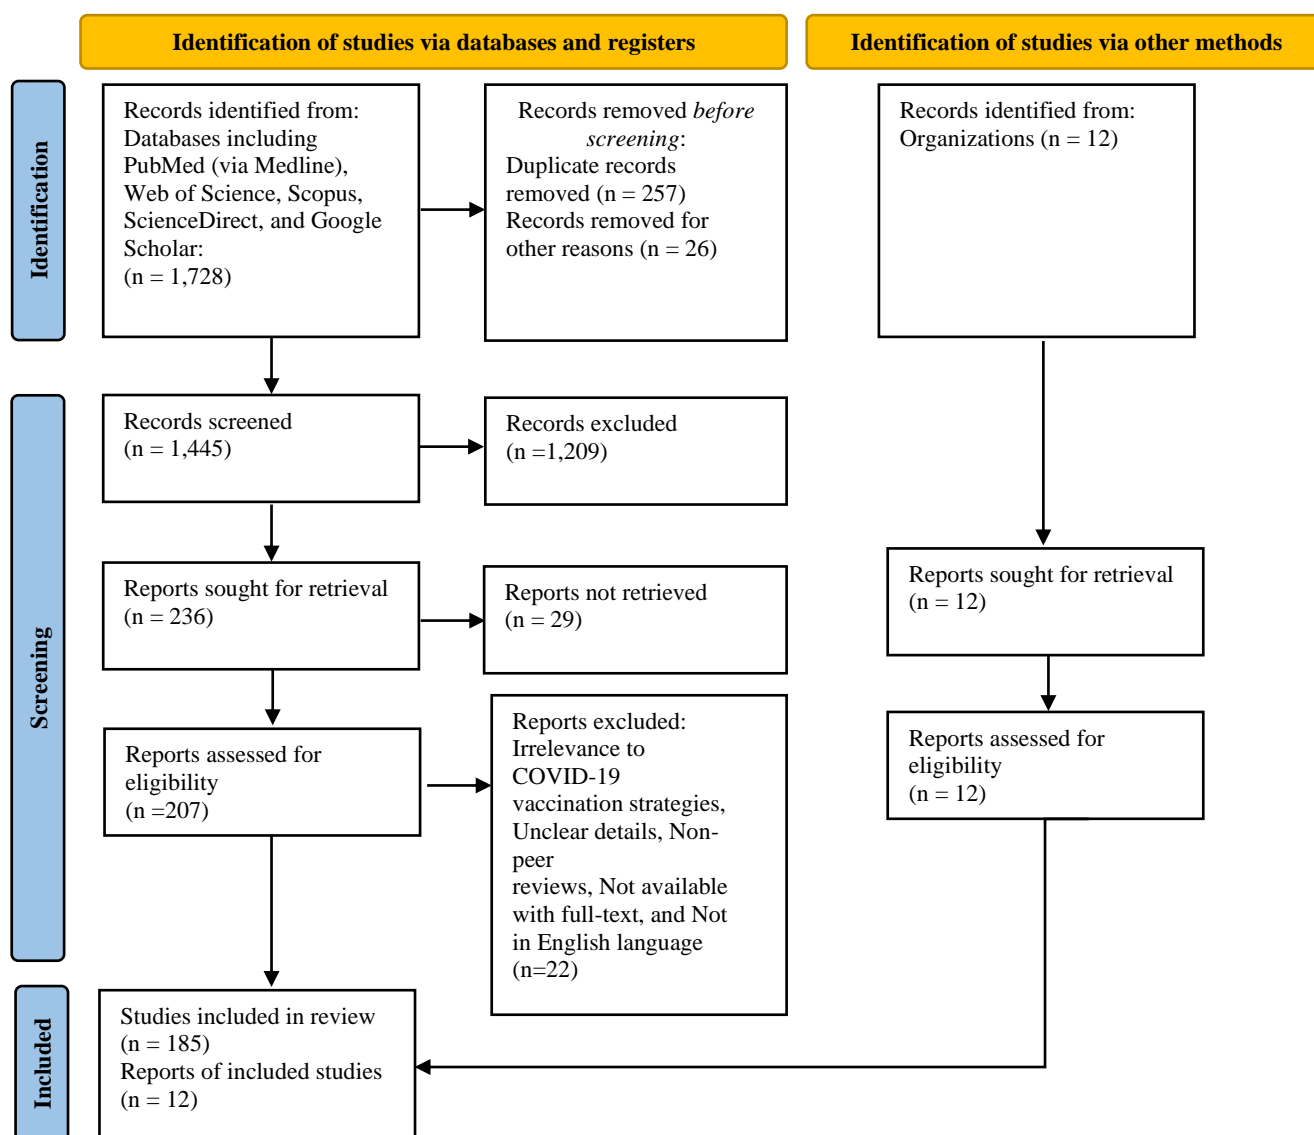 Identification of studies via databases and registers
Identification of studies via other methods
Identification
Records identified from:
Databases including
PubMed (via Medline),
Web of Science, Scopus,
ScienceDirect, and Google
Scholar:
(n = 1,728)
Records removed before
screening:
Duplicate records
removed (n = 257)
Records removed for
other reasons (n = 26)
Records identified from:
Organizations (n = 12)
Screening
Records screened
(n = 1,445)
Records excluded
(n =1,209)
Reports sought for retrieval
(n = 236)
Reports not retrieved
(n = 29)
Reports sought for retrieval
(n = 12)
Reports assessed for
eligibility
(n =207)
Reports excluded:
Irrelevance to
COVID-19
vaccination strategies,
Unclear details, Non-
peer
reviews, Not available
with full-text, and Not
in English language
(n=22)
Reports assessed for
eligibility
(n = 12)
Included
Studies included in review
(n = 185)
Reports of included studies
(n = 12)